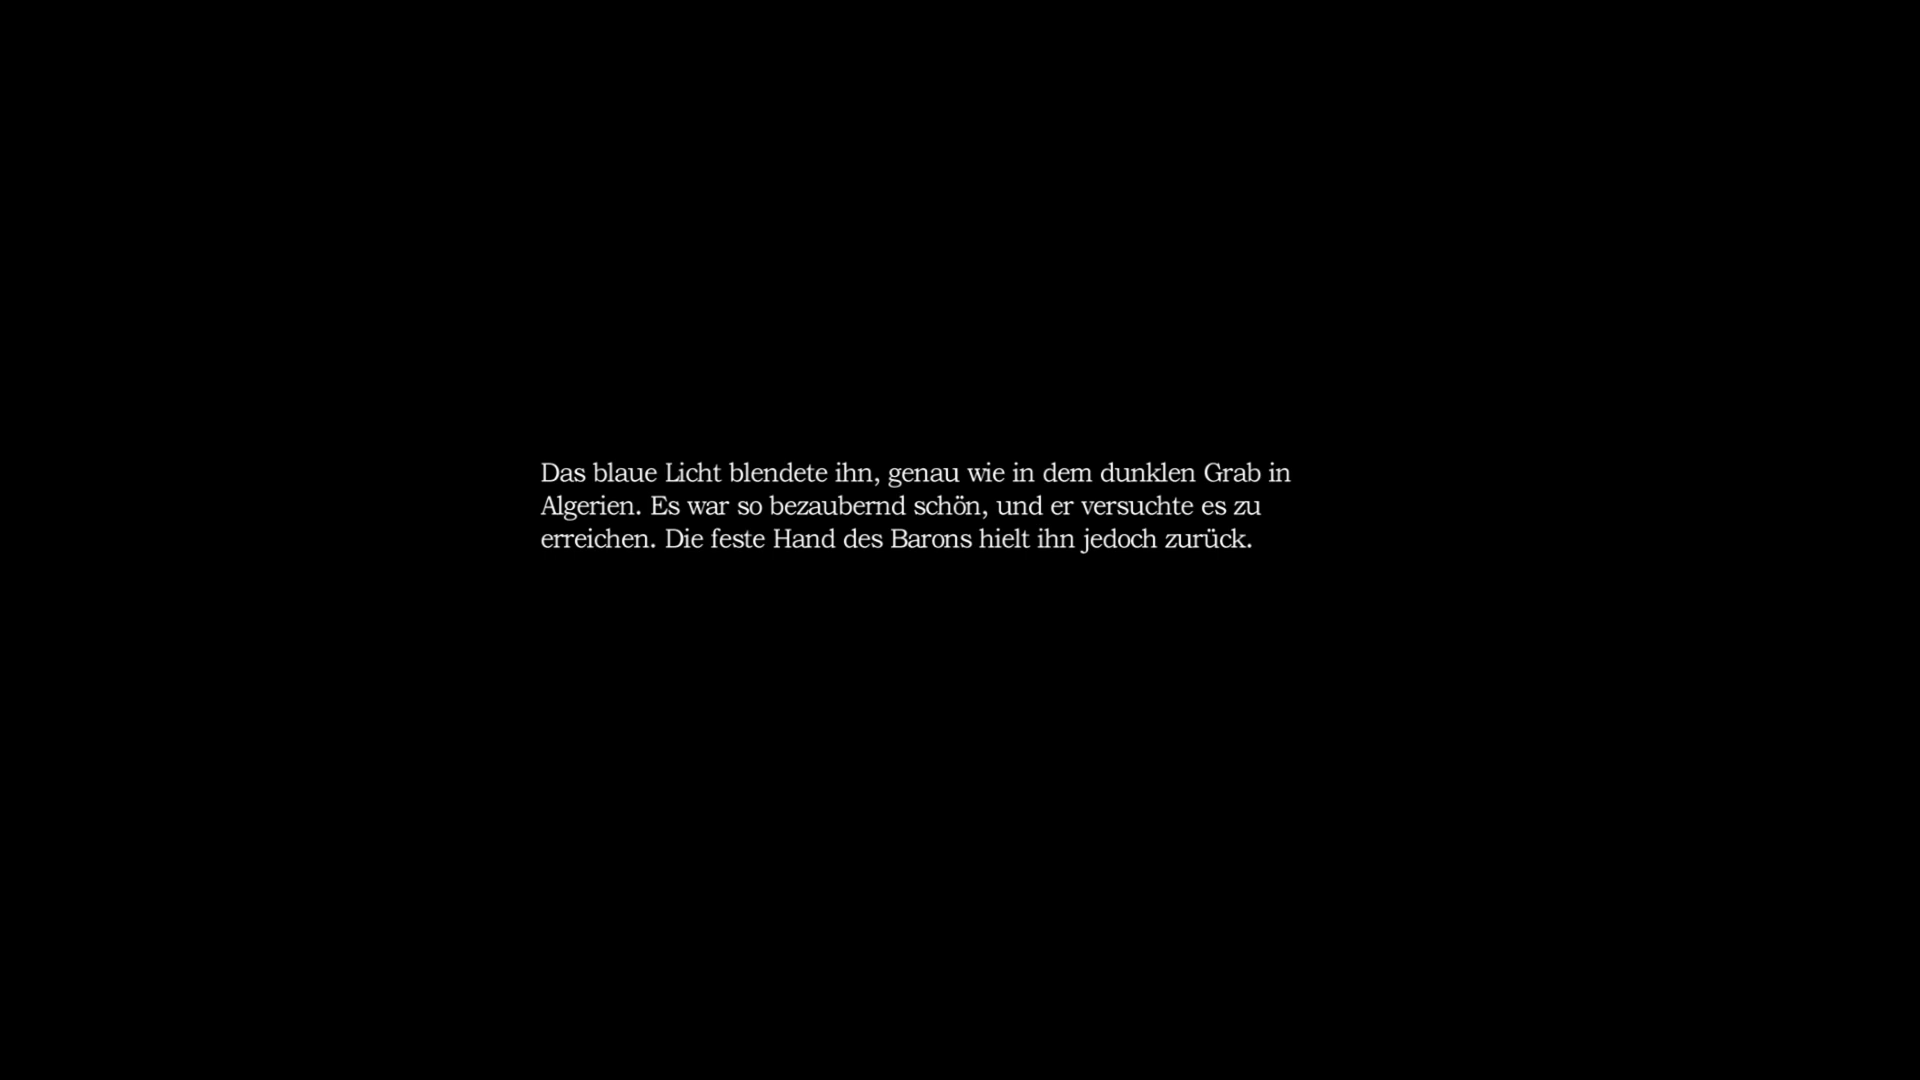 Das blaue Licht blendete ihn, genau wie in dem dunklen Grab in
Algerien. Es war so bezaubernd schön, und er versuchte es zu
erreichen. Die feste Hand des Barons hielt ihn jedoch zurück.